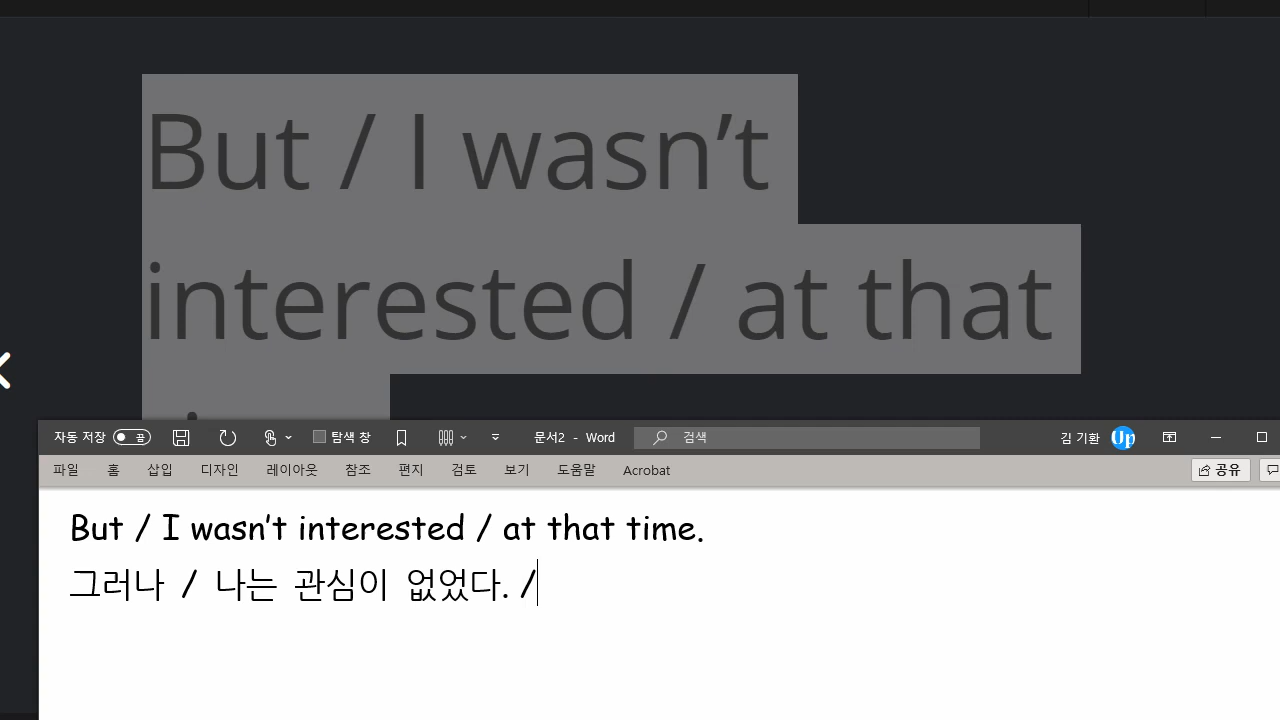 But / I wasn’t
interested / at that
자동 저장 끔 탐색 창 문서2 - Word 검색 김 기환 Up
파일 홈 삽입 디자인 레이아웃 참조 편지 검토 보기 도움말 Acrobat 공유
But / I wasn’t interested / at that time.
그러나 / 나는 관심이 없었다. /